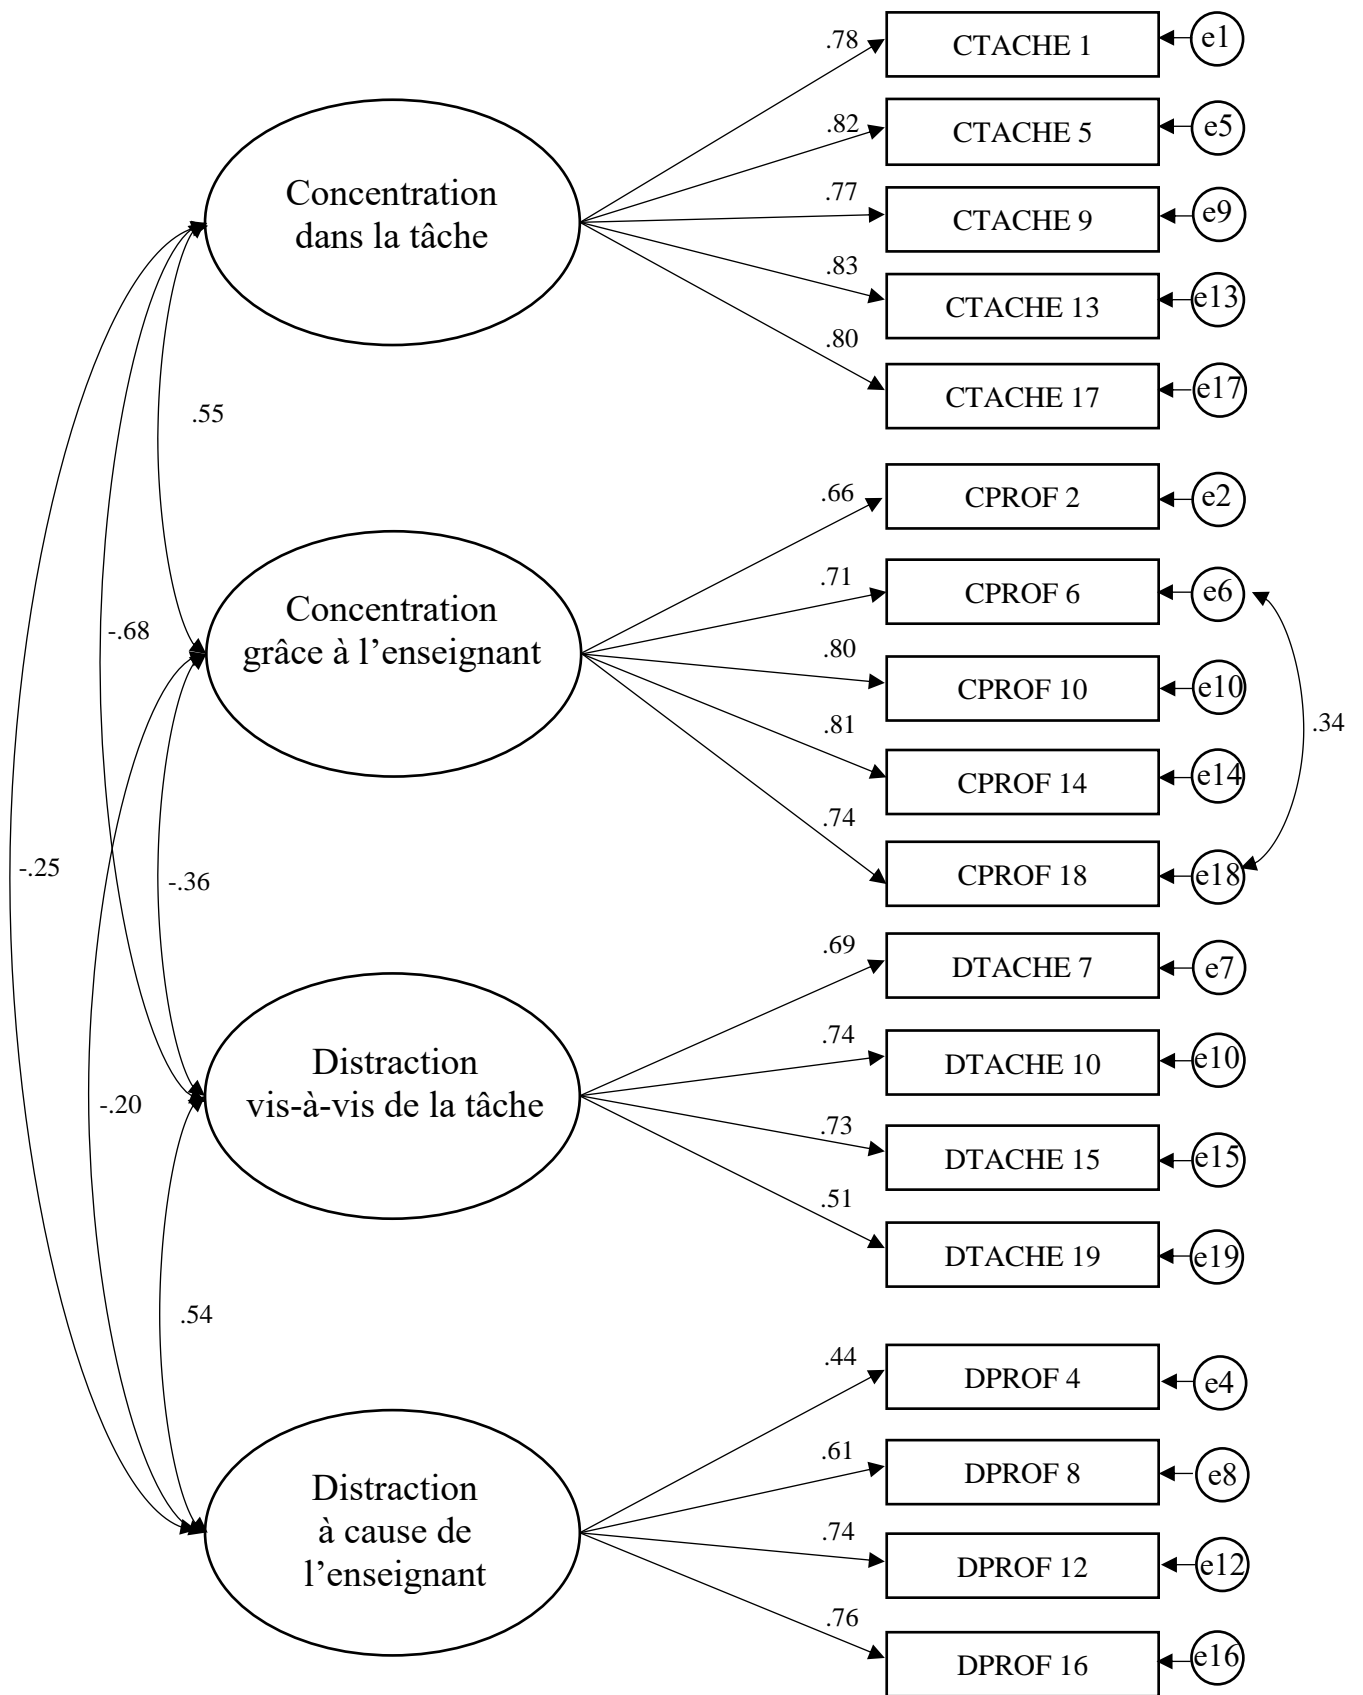 .78
CTACHE 1
e1
.82
CTACHE 5
e5
Concentration
dans la tâche
.77
CTACHE 9
e9
.83
CTACHE 13
e13
.80
CTACHE 17
e17
.55
.66
CPROF 2
e2
.71
CPROF 6
e6
Concentration
grâce à l’enseignant
-.68
.80
CPROF 10
e10
.34
.81
CPROF 14
e14
.74
CPROF 18
e18
-.25
-.36
.69
DTACHE 7
e7
.74
DTACHE 10
e10
Distraction
vis-à-vis de la tâche
-.20
.73
DTACHE 15
e15
.51
DTACHE 19
e19
.54
.44
DPROF 4
e4
.61
DPROF 8
e8
Distraction
à cause de
l’enseignant
.74
DPROF 12
e12
.76
DPROF 16
e16